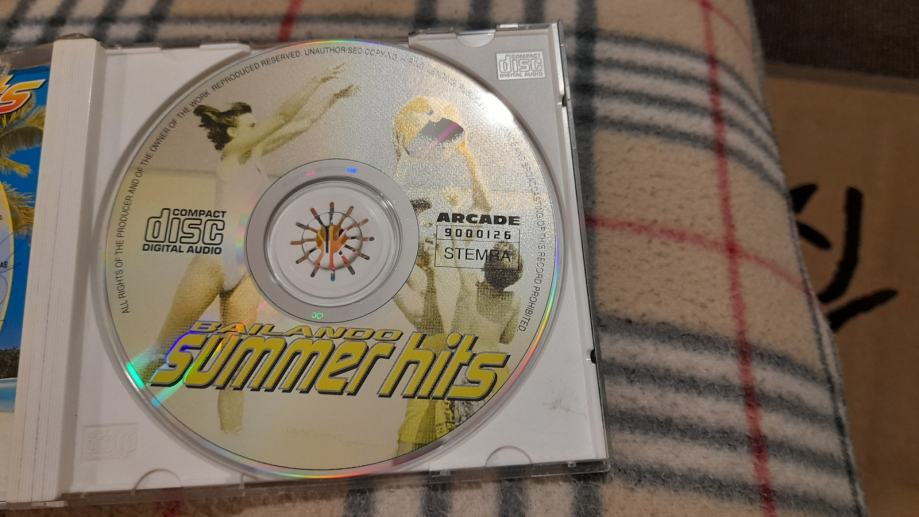 COMPACT
disc
DIGITAL AUDIO
ALL RIGHTS OF THE PRODUCER AND OF THE OWNER OF THE WORK REPRODUCED RESERVED. UNAUTHORISED COPYING
OF THIS RECORD PROHIBITED
COMPACT
disc
DIGITAL AUDIO
ARCADE
9000126
STEMRA
BAILANDO
summer hits